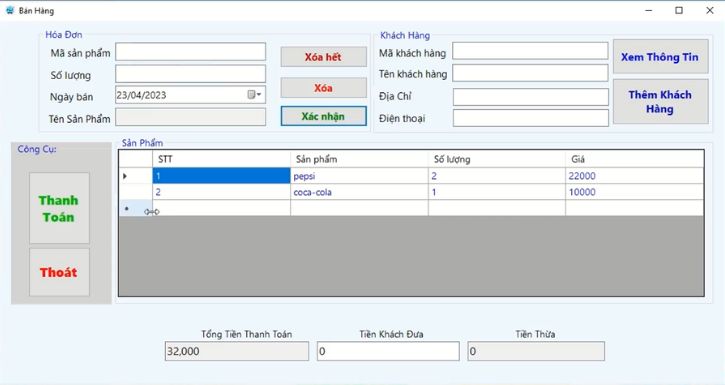 Bán Hàng
Hóa Đơn
Mã sản phẩm
Số lượng
Ngày bán 23/04/2023
Tên Sản Phẩm
Xóa hết
Xóa
Xác nhận
Khách Hàng
Mã khách hàng
Tên khách hàng
Địa Chỉ
Điện thoại
Xem Thông Tin
Thêm Khách
Hàng
Công Cụ:
Thanh
Toán
Thoát
Sản Phẩm
STT Sản phẩm Số lượng Giá
1 pepsi 2 22000
2 coca-cola 1 10000
Tổng Tiền Thanh Toán Tiền Khách Đưa Tiền Thừa
32,000 0 0